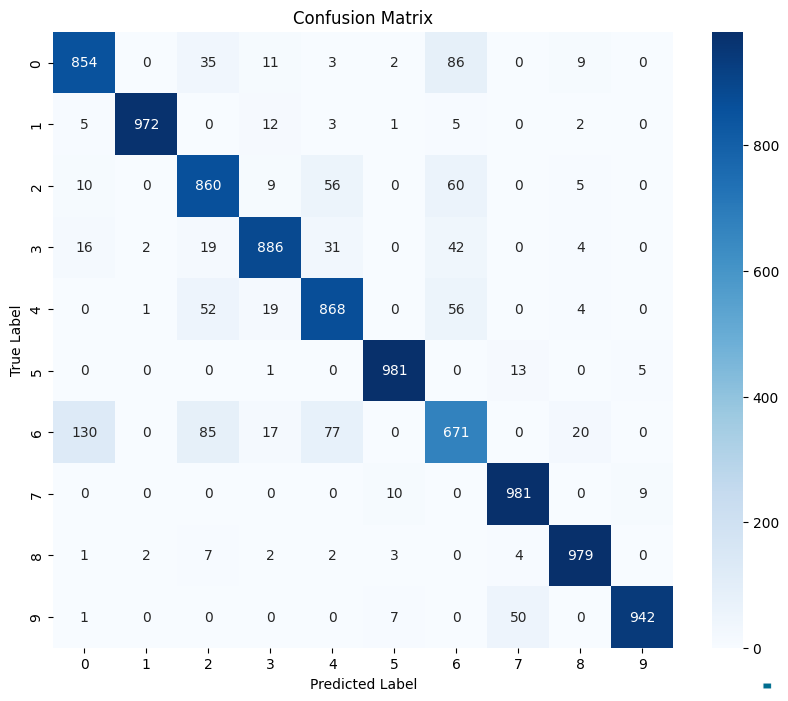 Confusion Matrix
0 854 0 35 11 3 2 86 0 9 0
1 5 972 0 12 3 1 5 0 2 0
2 10 0 860 9 56 0 60 0 5 0
3 16 2 19 886 31 0 42 0 4 0
4 0 1 52 19 868 0 56 0 4 0
5 0 0 0 1 0 981 0 13 0 5
6 130 0 85 17 77 0 671 0 20 0
7 0 0 0 0 0 10 0 981 0 9
8 1 2 7 2 2 3 0 4 979 0
9 1 0 0 0 0 7 0 50 0 942
0 1 2 3 4 5 6 7 8 9
Predicted Label
True Label
800
600
400
200
0